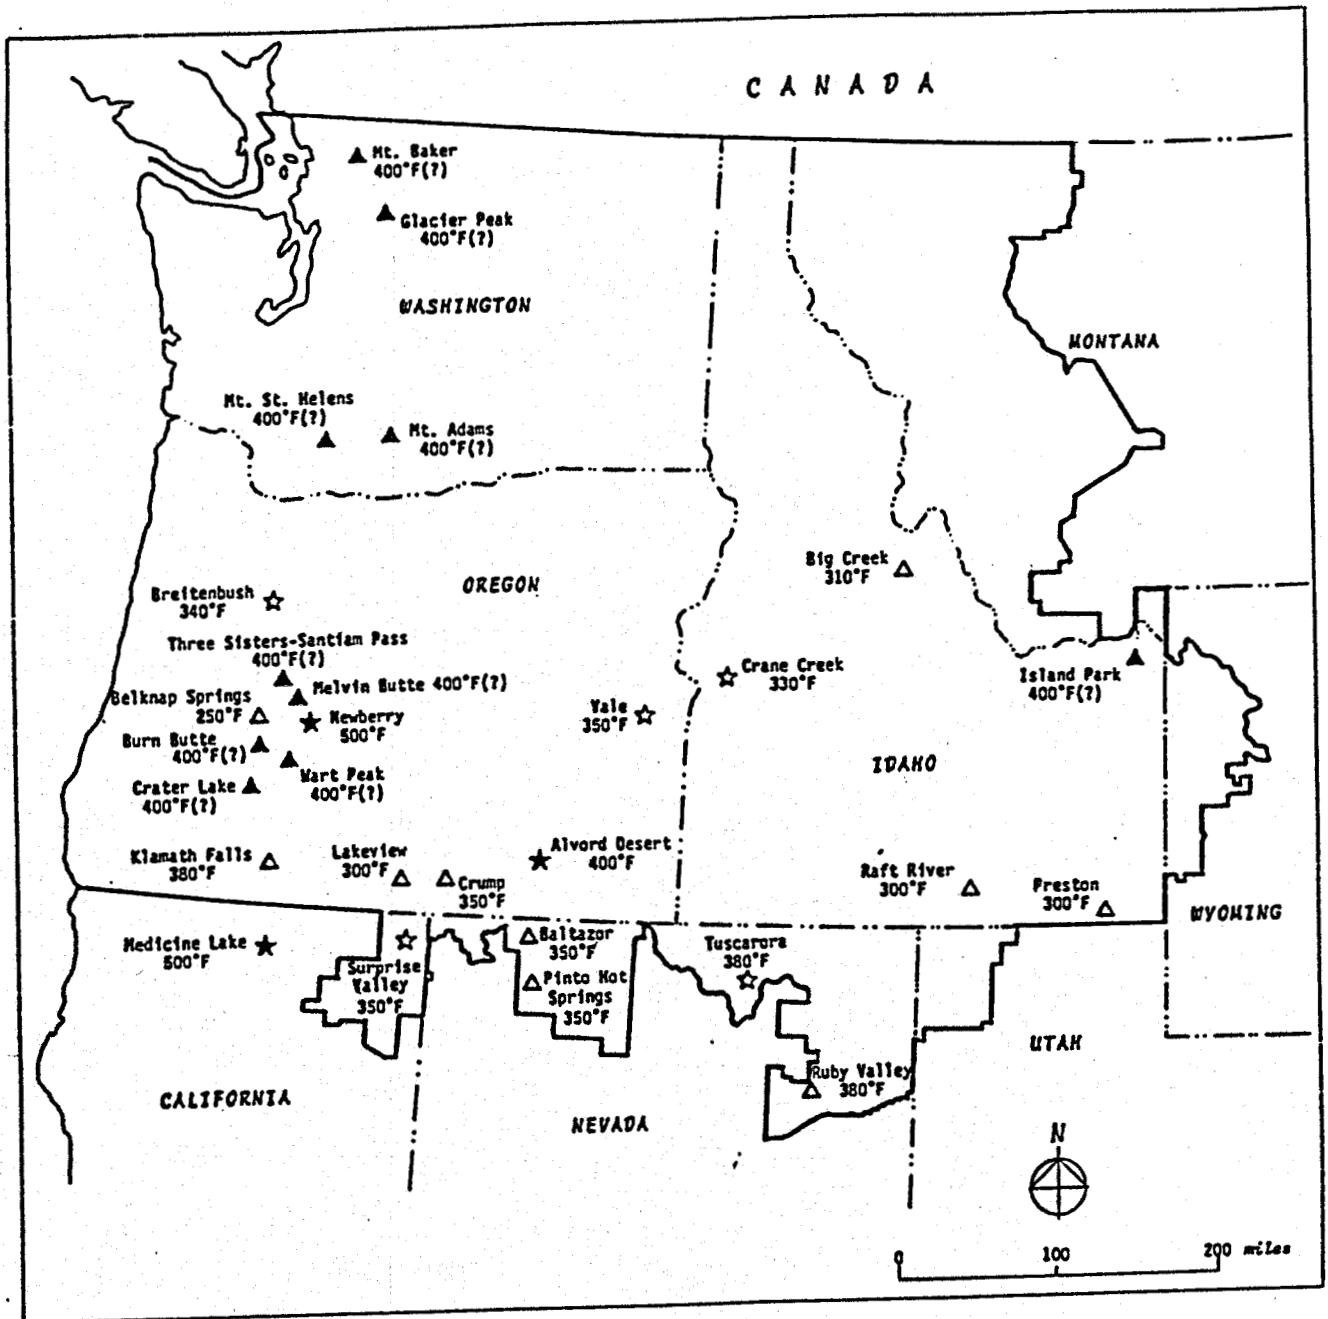 CANADA
Mt. Baker
400°F(?)
Glacier Peak
400°F(?)
WASHINGTON
MONTANA
Mt. St. Helens
400°F(?)
Mt. Adams
400°F(?)
Big Creek
310°F
OREGON
Breitenbush
340°F
Three Sisters-Santiam Pass
400°F(?)
Melvin Butte 400°F(?)
Belknap Springs
250°F
Newberry
500°F
Burn Butte
400°F(?)
Wart Peak
400°F(?)
Crater Lake
400°F(?)
Vale
350°F
Crane Creek
330°F
Island Park
400°F(?)
IDAHO
Klamath Falls
380°F
Lakeview
300°F
Crump
350°F
Alvord Desert
400°F
Raft River
300°F
Preston
300°F
WYOMING
Medicine Lake
500°F
Surprise
Valley
350°F
Baltazor
350°F
Pinto Hot
Springs
350°F
Tuscarora
380°F
Ruby Valley
380°F
UTAH
CALIFORNIA
NEVADA
N
0 100 200 miles